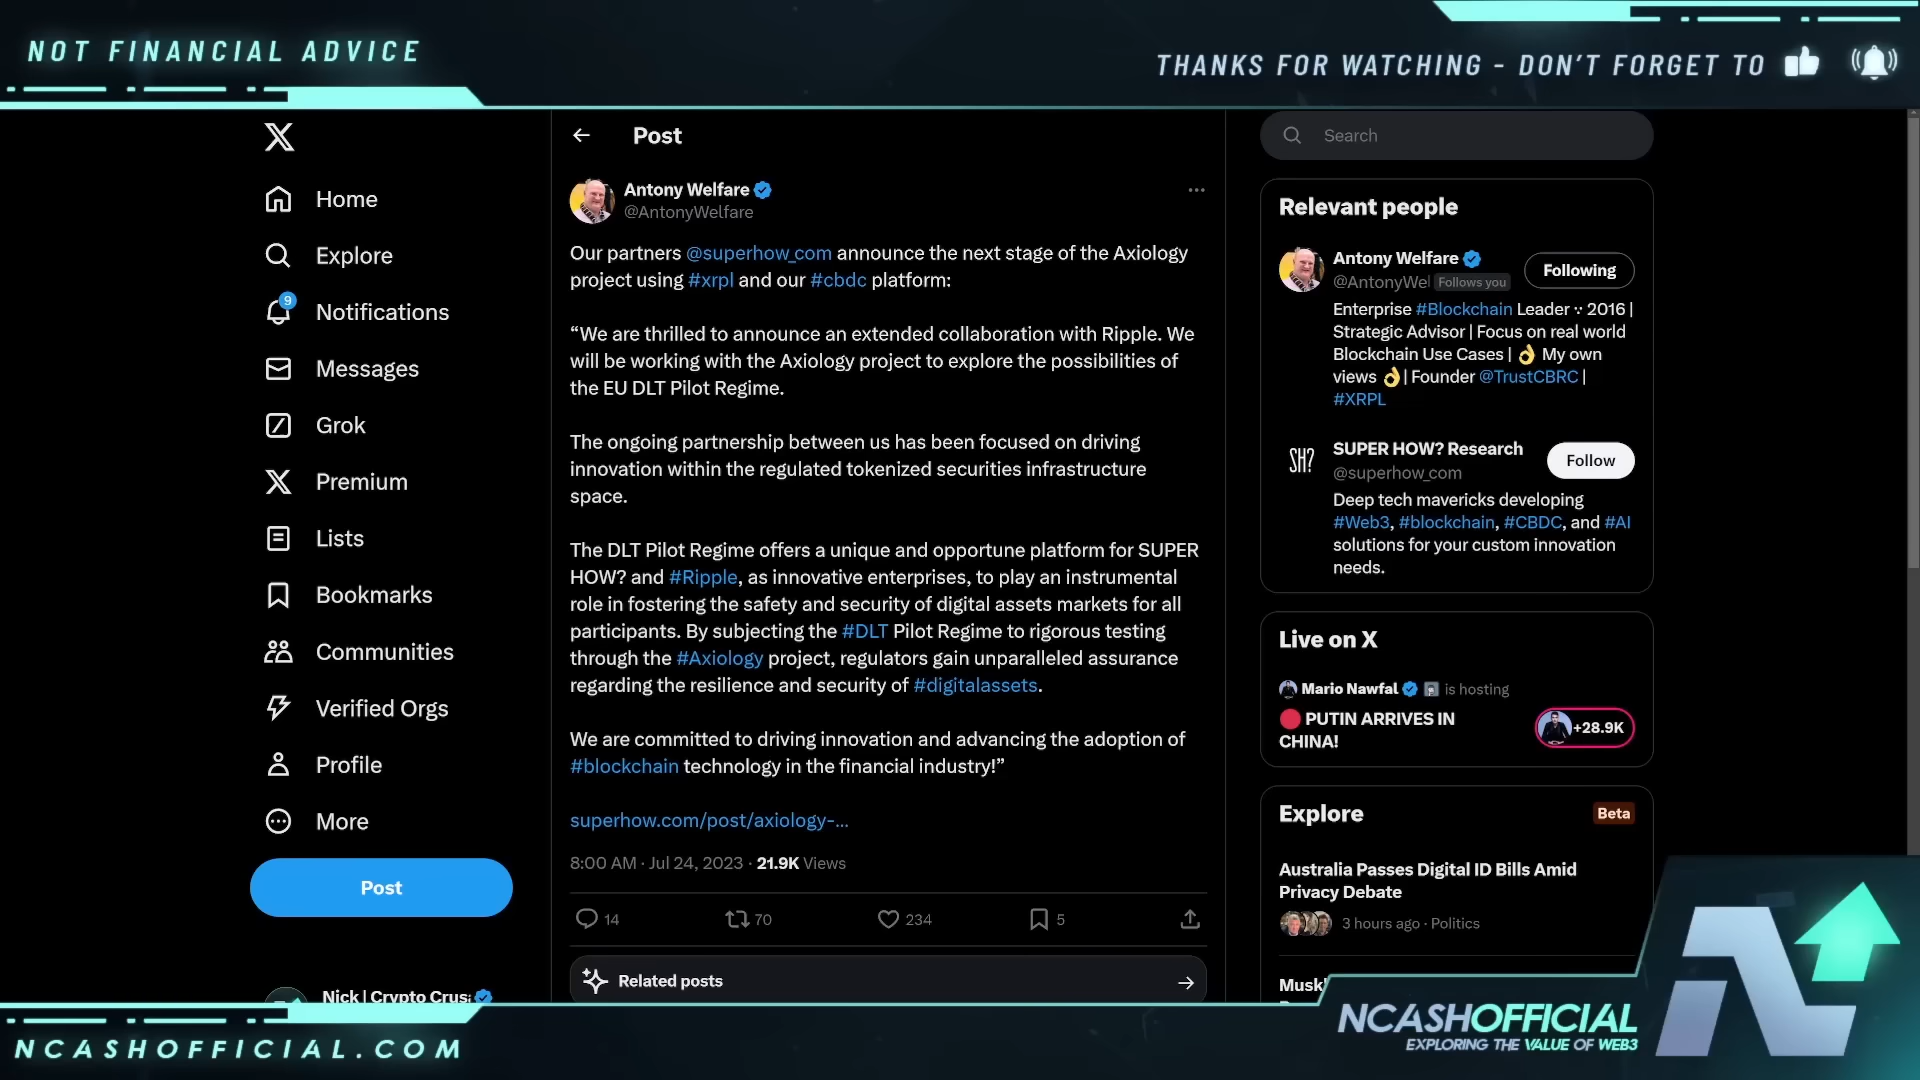 NOT FINANCIAL ADVICE
THANKS FOR WATCHING - DON'T FORGET TO
Home
Explore
9
Notifications
Messages
Grok
Premium
Lists
Bookmarks
Communities
Verified Orgs
Profile
More
Post
Nick | Crypto Crus
Post
Antony Welfare
@AntonyWelfare
Our partners @superhow_com announce the next stage of the Axiology
project using #xrpl and our #cbdc platform:
“We are thrilled to announce an extended collaboration with Ripple. We
will be working with the Axiology project to explore the possibilities of
the EU DLT Pilot Regime.
The ongoing partnership between us has been focused on driving
innovation within the regulated tokenized securities infrastructure
space.
The DLT Pilot Regime offers a unique and opportune platform for SUPER
HOW? and #Ripple, as innovative enterprises, to play an instrumental
role in fostering the safety and security of digital assets markets for all
participants. By subjecting the #DLT Pilot Regime to rigorous testing
through the #Axiology project, regulators gain unparalleled assurance
regarding the resilience and security of #digitalassets.
We are committed to driving innovation and advancing the adoption of
#blockchain technology in the financial industry!”
superhow.com/post/axiology-...
8:00 AM · Jul 24, 2023 · 21.9K Views
14 70 234 5
Related posts
Search
Relevant people
Antony Welfare
@AntonyWel Follows you
Following
Enterprise #Blockchain Leader ∵ 2016 |
Strategic Advisor | Focus on real world
Blockchain Use Cases | 👌 My own
views 👌| Founder @TrustCBRC |
#XRPL
SH?
SUPER HOW? Research
@superhow_com
Follow
Deep tech mavericks developing
#Web3, #blockchain, #CBDC, and #AI
solutions for your custom innovation
needs.
Live on X
Mario Nawfal is hosting
🔴 PUTIN ARRIVES IN
CHINA!
+28.9K
Explore
Beta
Australia Passes Digital ID Bills Amid
Privacy Debate
3 hours ago · Politics
Musk
NCASHOFFICIAL.COM
NCASHOFFICIAL
EXPLORING THE VALUE OF WEB3